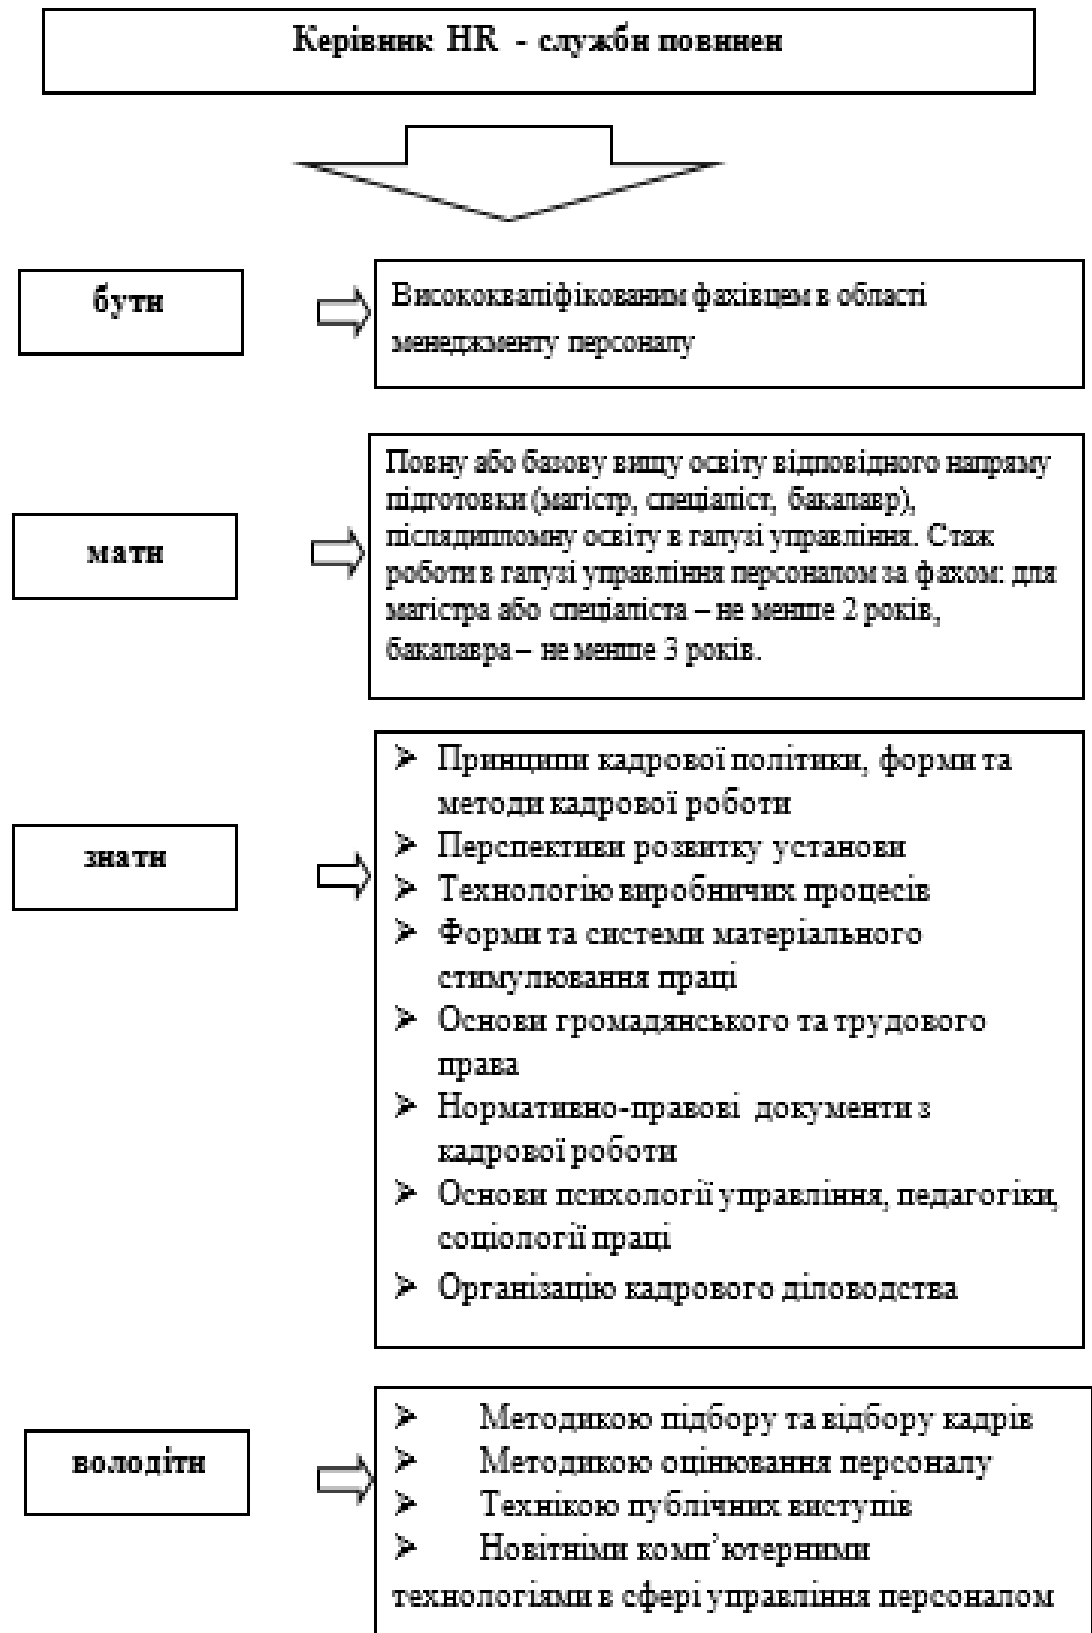 Керівник HR - служби повинен
бути
Висококваліфікованим фахівцем в області
менеджменту персоналу
мати
Повну або базову вищу освіту відповідного напряму
підготовки (магістр, спеціаліст, бакалавр),
післядипломну освіту в галузі управління. Стаж
роботи в галузі управління персоналом за фахом: для
магістра або спеціаліста – не менше 2 років,
бакалавра – не менше 3 років.
знати
➤ Принципи кадрової політики, форми та
методи кадрової роботи
➤ Перспективи розвитку установи
➤ Технологію виробничих процесів
➤ Форми та системи матеріального
стимулювання праці
➤ Основи громадянського та трудового
права
➤ Нормативно-правові документи з
кадрової роботи
➤ Основи психології управління, педагогіки,
соціології праці
➤ Організацію кадрового діловодства
володіти
➤ Методикою підбору та відбору кадрів
➤ Методикою оцінювання персоналу
➤ Технікою публічних виступів
➤ Новітніми комп’ютерними
технологіями в сфері управління персоналом